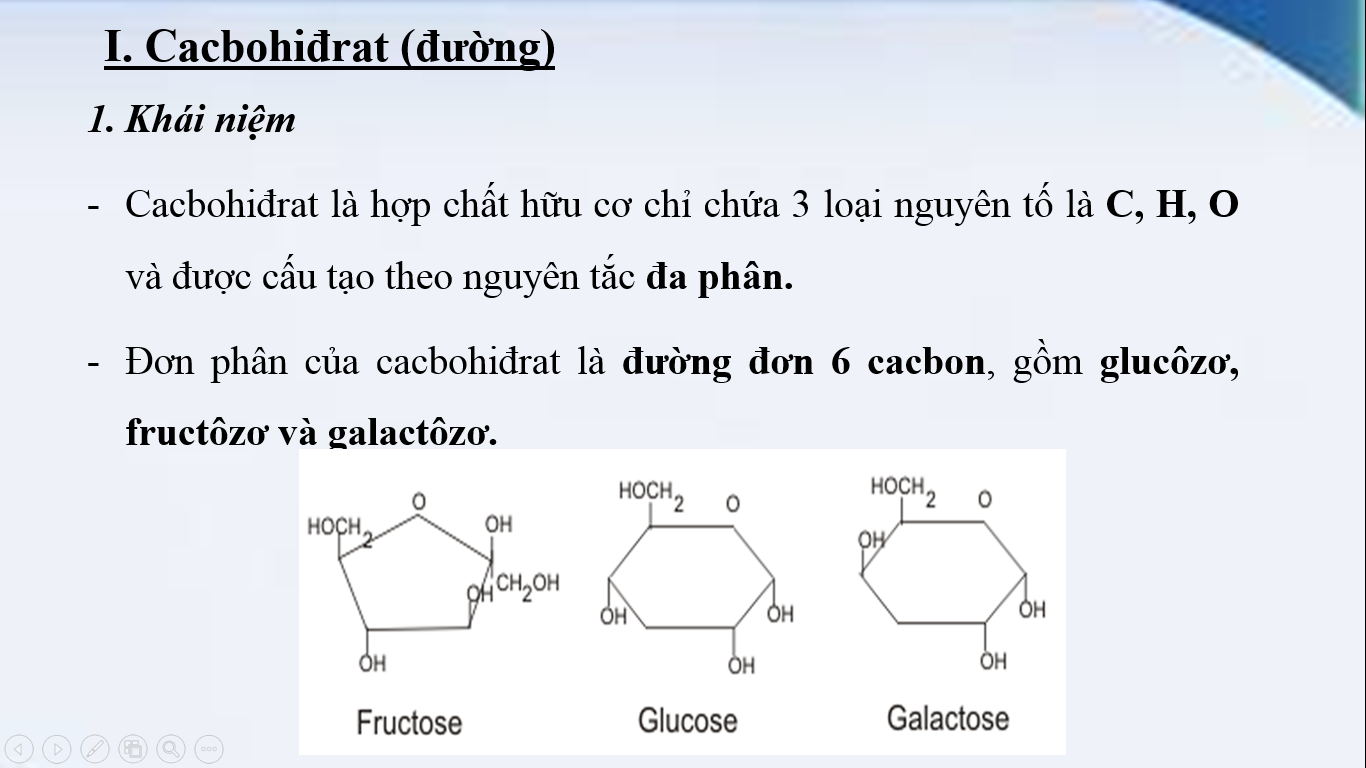 I. Cacbohiđrat (đường)
1. Khái niệm
- Cacbohiđrat là hợp chất hữu cơ chỉ chứa 3 loại nguyên tố là C, H, O
và được cấu tạo theo nguyên tắc đa phân.
- Đơn phân của cacbohiđrat là đường đơn 6 cacbon, gồm glucôzơ,
fructôzơ và galactôzơ.
O
HOCH2
OH
OH
CH2OH
OH
Fructose
HOCH2
O
OH
OH
OH
Glucose
HOCH2
O
OH
OH
OH
Galactose